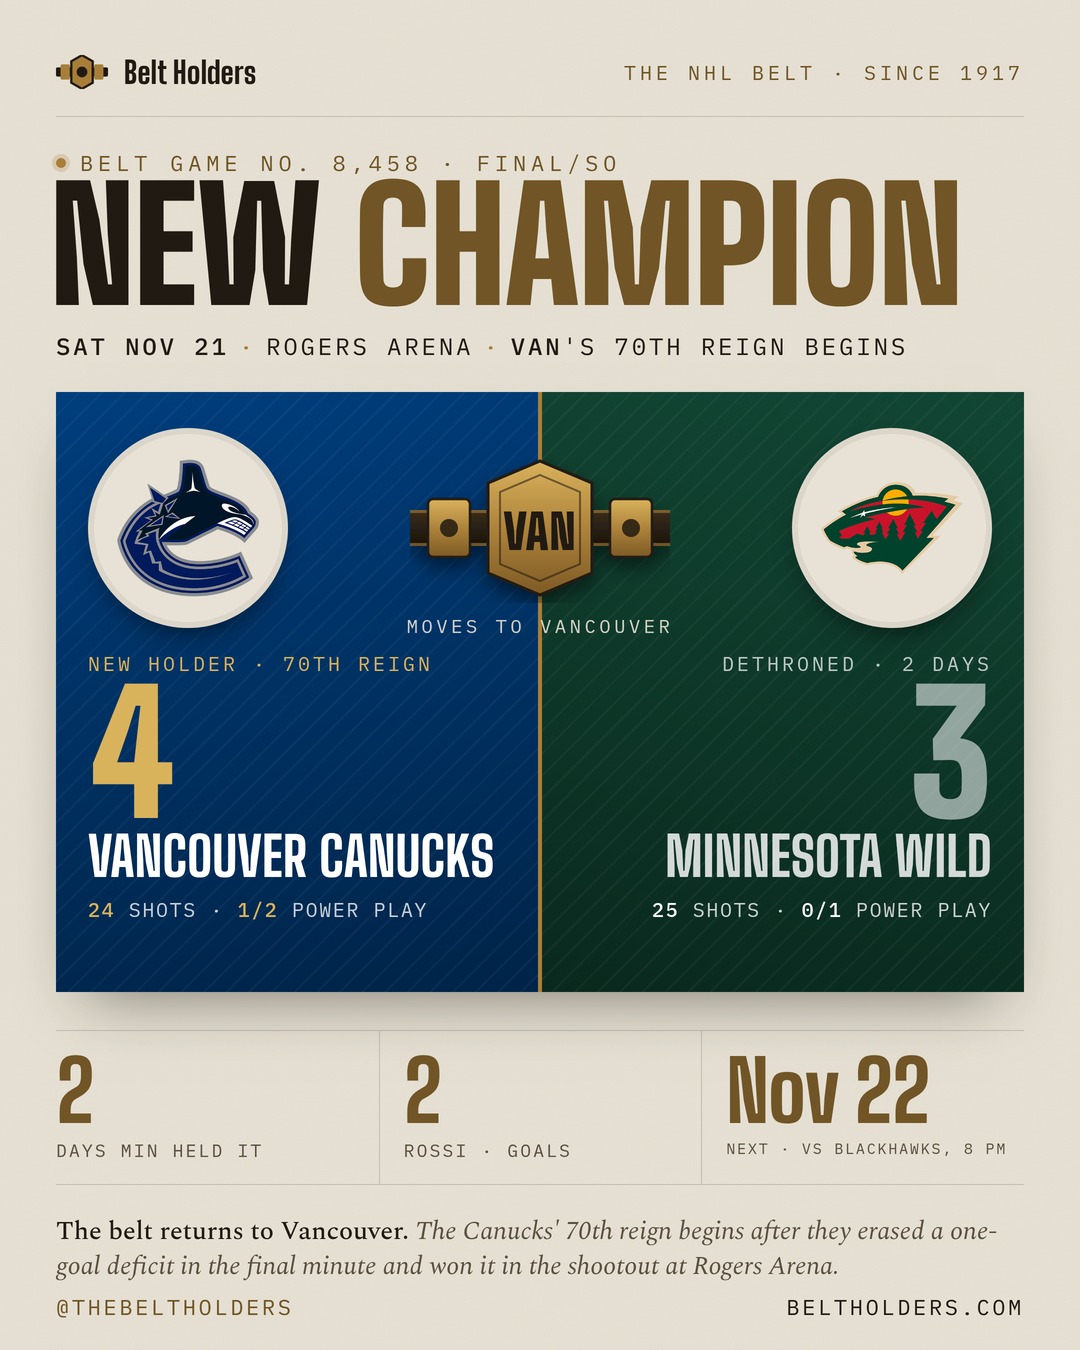 Belt Holders
THE NHL BELT · SINCE 1917
BELT GAME NO. 8,458 · FINAL/SO
NEW CHAMPION
SAT NOV 21 · ROGERS ARENA · VAN'S 70TH REIGN BEGINS
VAN
MOVES TO VANCOUVER
NEW HOLDER · 70TH REIGN
4
VANCOUVER CANUCKS
24 SHOTS · 1/2 POWER PLAY
DETHRONED · 2 DAYS
3
MINNESOTA WILD
25 SHOTS · 0/1 POWER PLAY
2
DAYS MIN HELD IT
2
ROSSI · GOALS
Nov 22
NEXT · VS BLACKHAWKS, 8 PM
The belt returns to Vancouver. The Canucks' 70th reign begins after they erased a one-
goal deficit in the final minute and won it in the shootout at Rogers Arena.
@THEBELTHOLDERS
BELTHOLDERS.COM